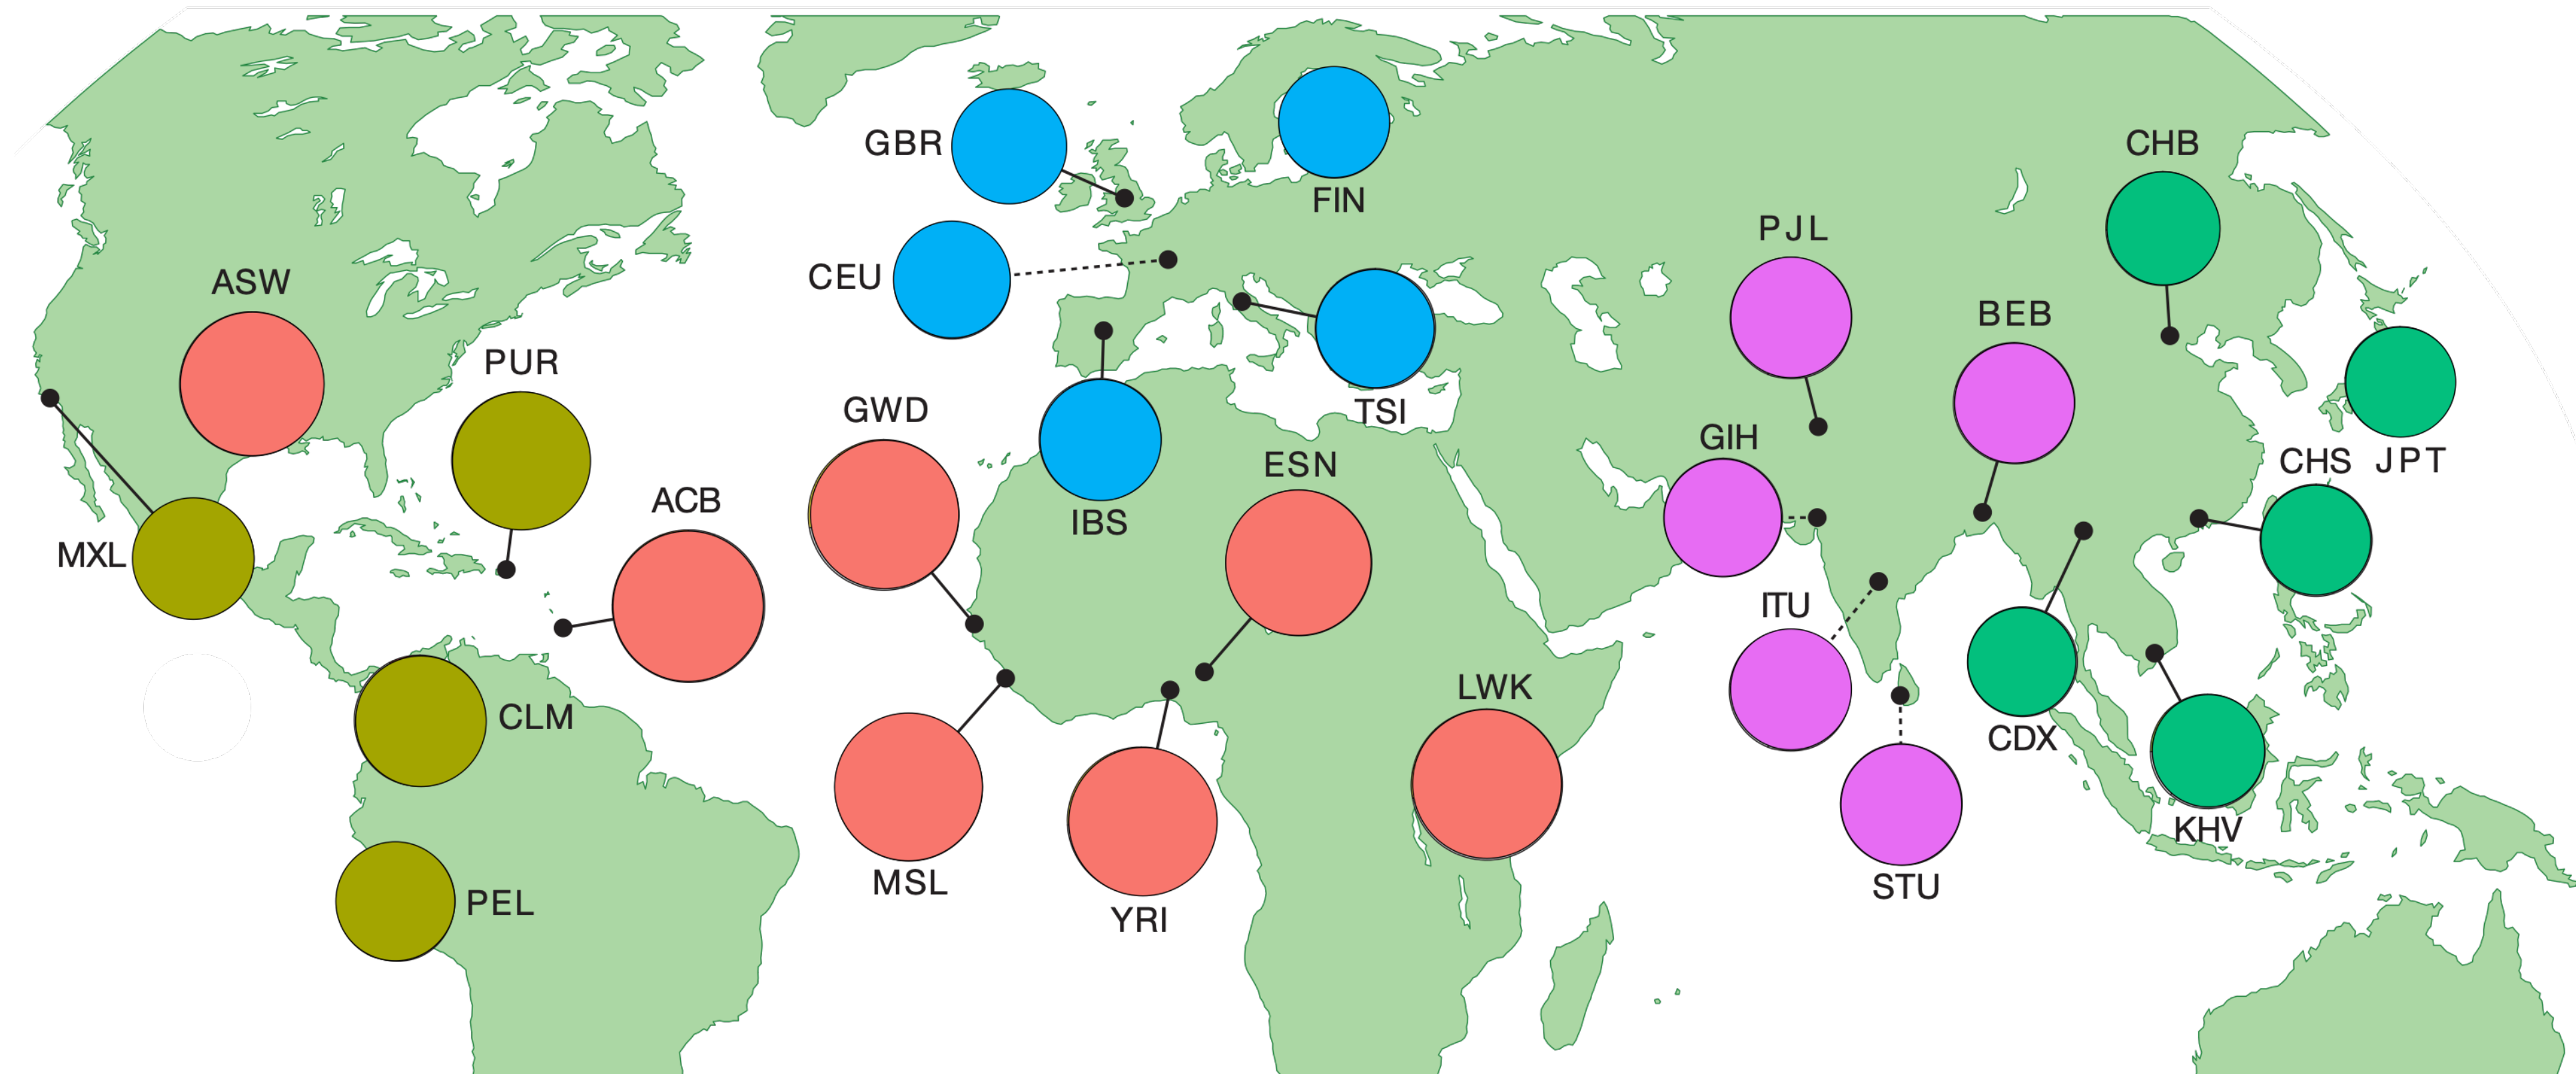 GBR
FIN
CHB
PJL
CEU
ASW
BEB
PUR
GWD
TSI
GIH
ESN
CHS
JPT
ACB
IBS
MXL
ITU
LWK
CLM
CDX
KHV
MSL
STU
PEL
YRI